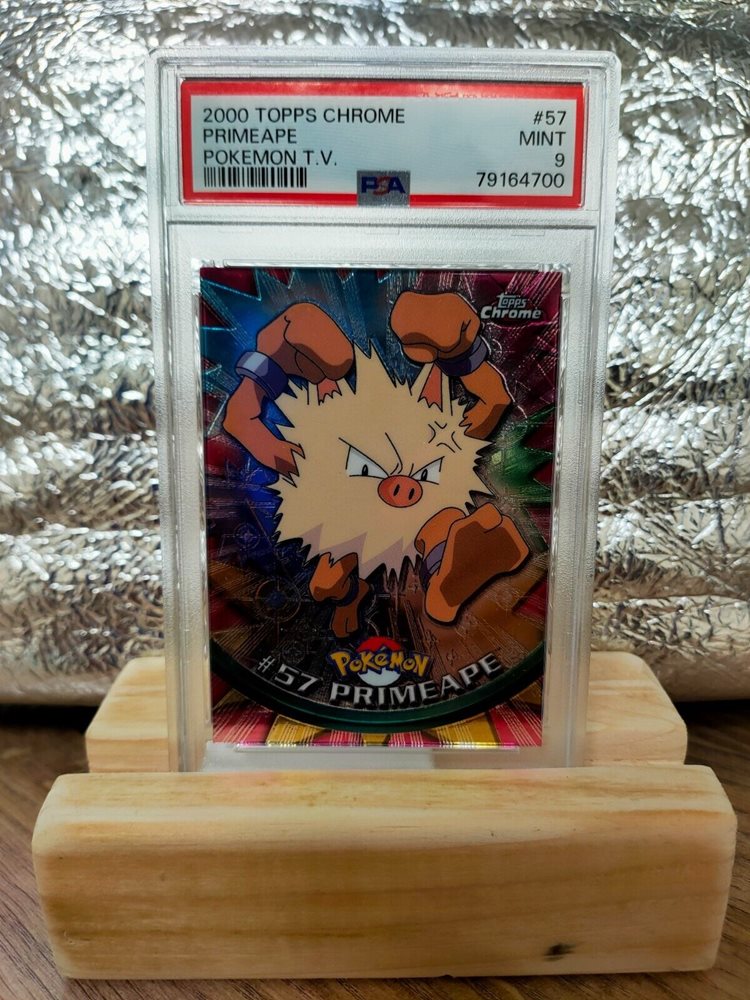 2000 TOPPS CHROME #57
PRIMEAPE MINT
POKEMON T.V. 9
PSA 79164700
Topps
Chrome
POKéMON
#57 PRIMEAPE